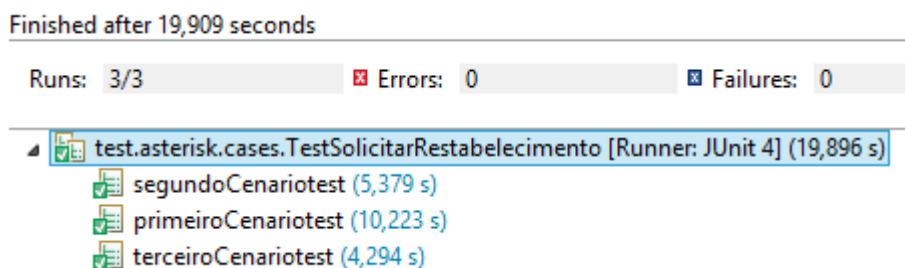 Finished after 19,909 seconds
Runs: 3/3 Errors: 0 Failures: 0
test.asterisk.cases.TestSolicitarRestabelecimento [Runner: JUnit 4] (19,896 s)
segundoCenariotest (5,379 s)
primeiroCenariotest (10,223 s)
terceiroCenariotest (4,294 s)